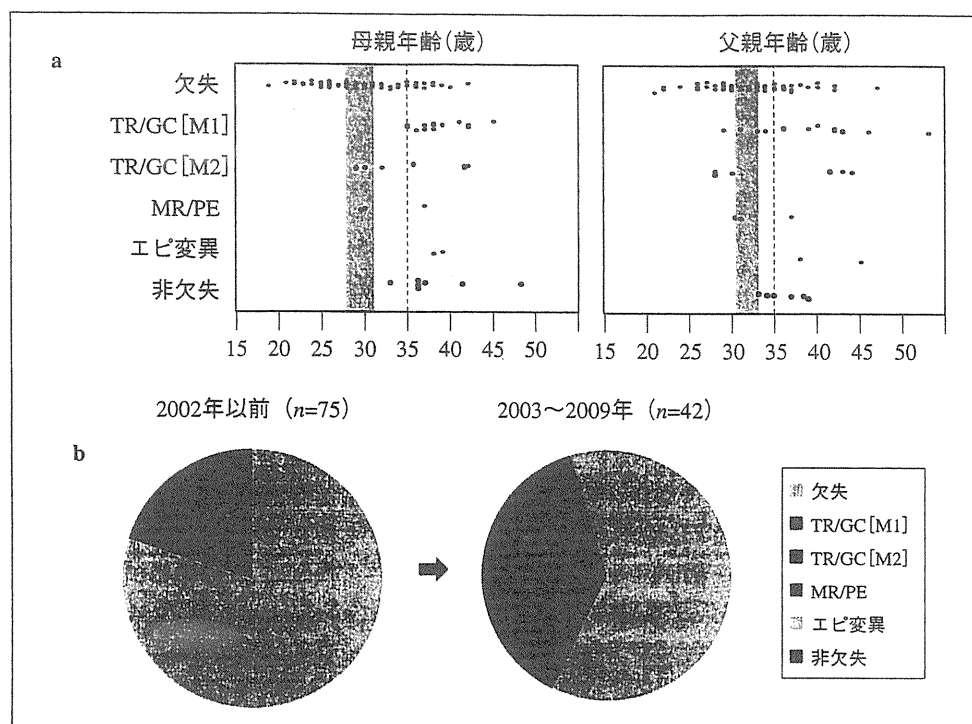 a
母親年齢(歳)
父親年齢(歳)
欠失
TR/GC[M1]
TR/GC[M2]
MR/PE
エピ変異
非欠失
15 20 25 30 35 40 45 50
15 20 25 30 35 40 45 50
b
2002年以前（n=75）
2003〜2009年（n=42）
欠失
TR/GC[M1]
TR/GC[M2]
MR/PE
エピ変異
非欠失